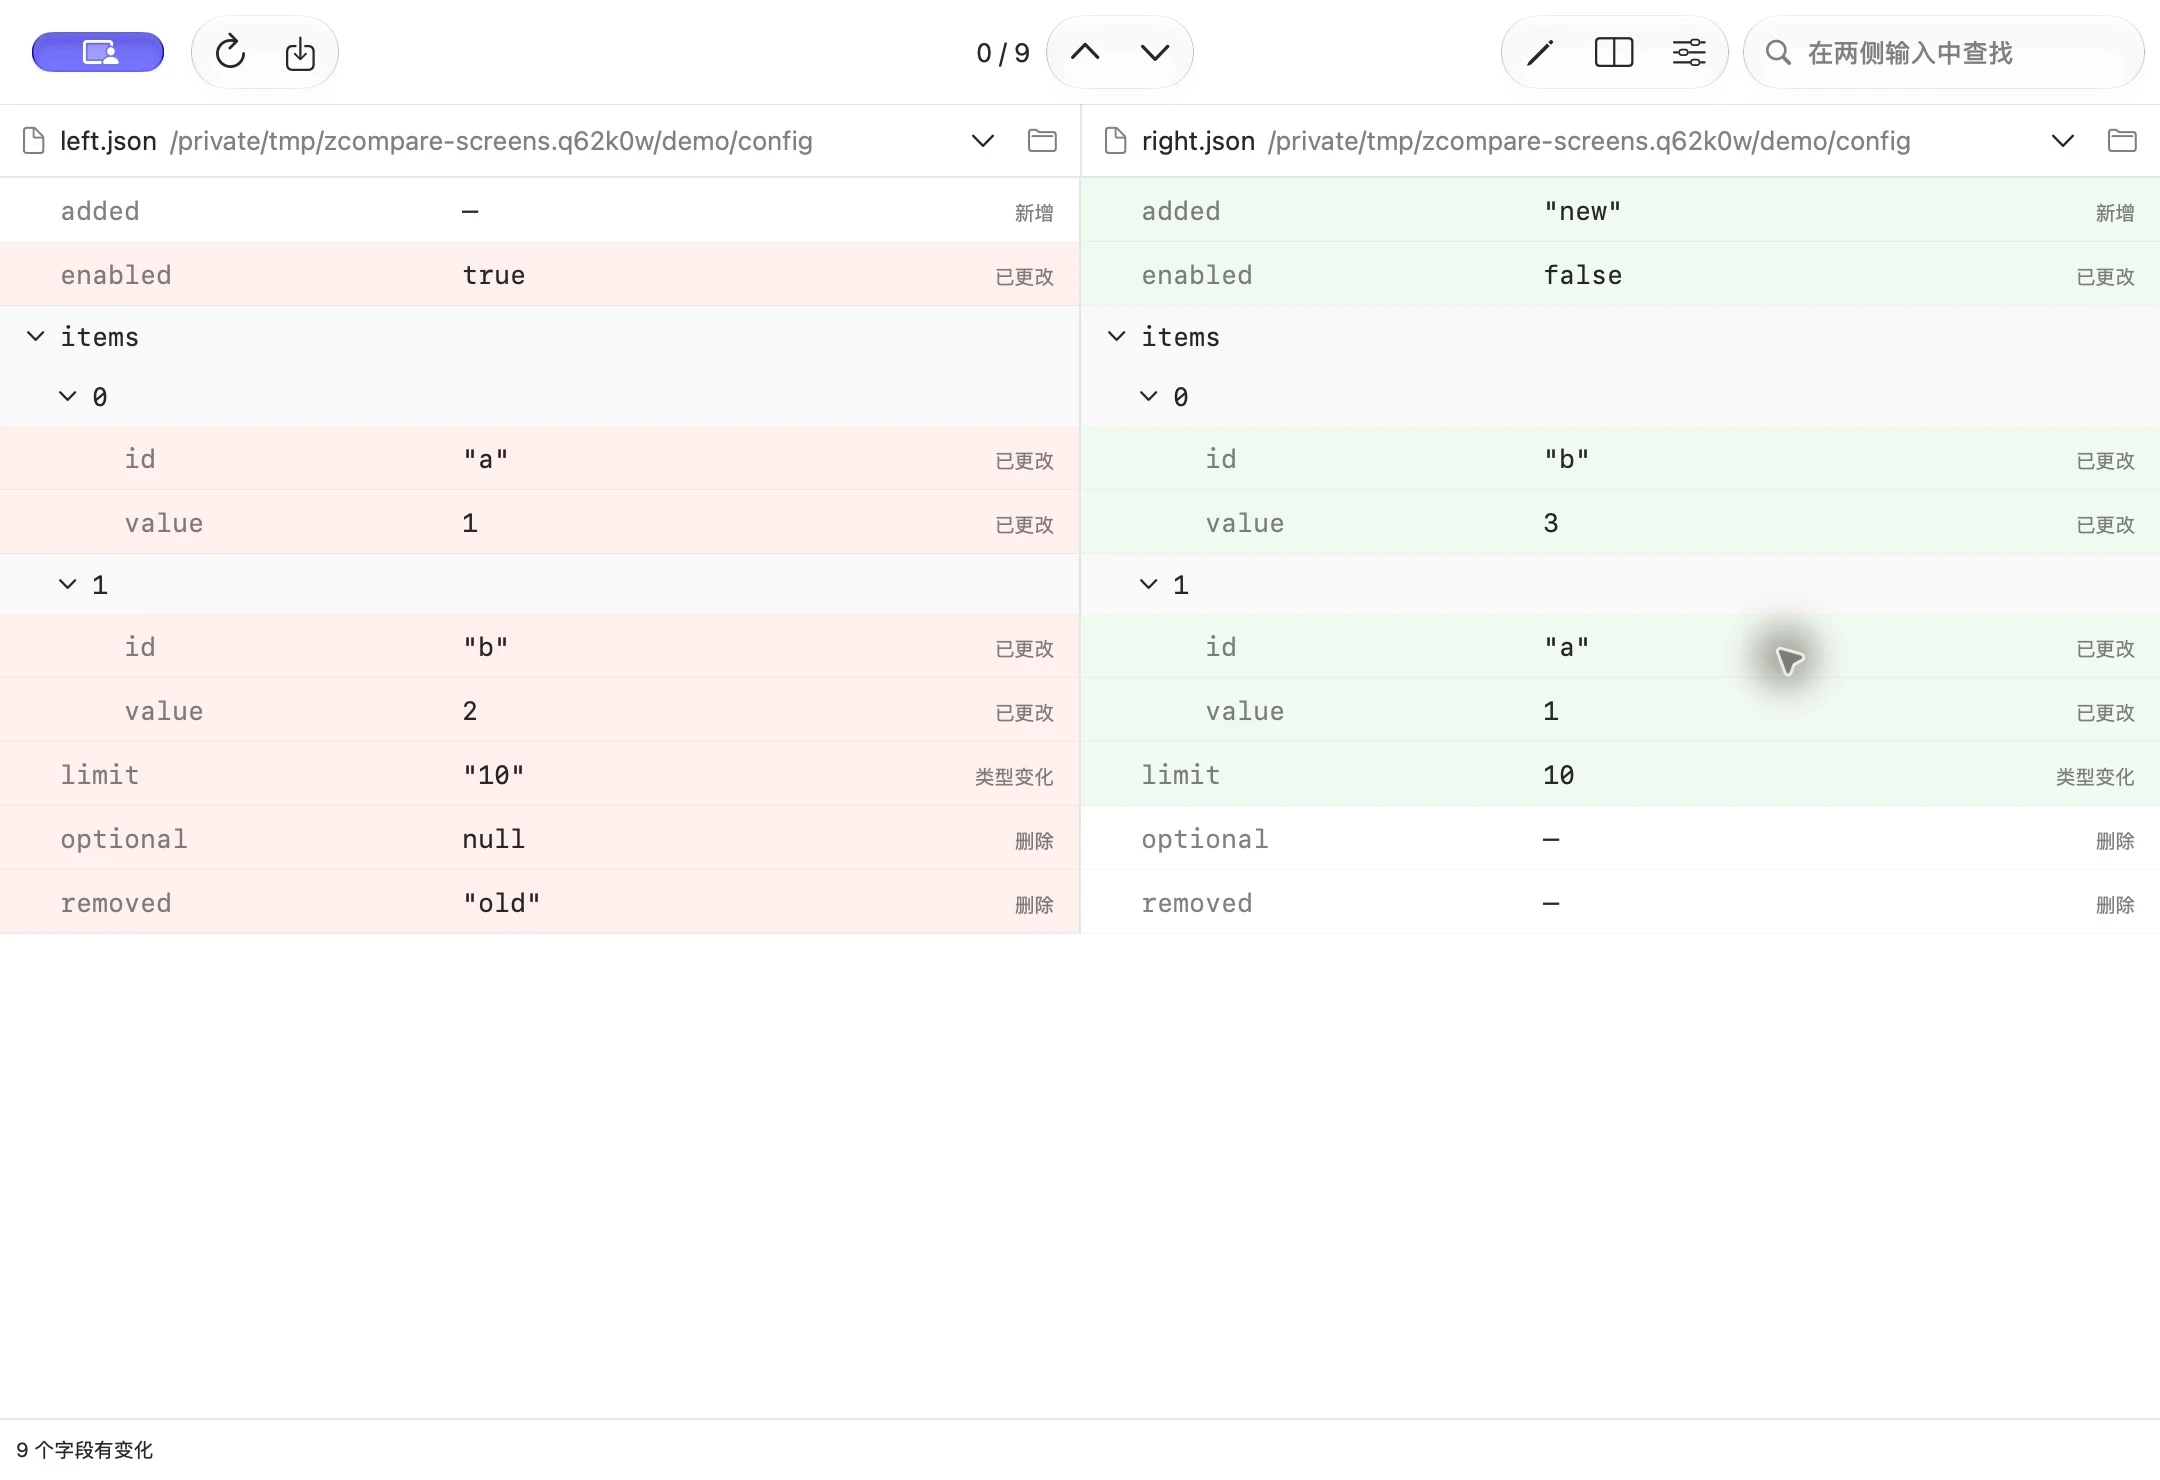 0 / 9
在两侧输入中查找
left.json /private/tmp/zcompare-screens.q62k0w/demo/config
right.json /private/tmp/zcompare-screens.q62k0w/demo/config
added — 新增
added "new" 新增
enabled true 已更改
enabled false 已更改
items
items
0
0
id "a" 已更改
id "b" 已更改
value 1 已更改
value 3 已更改
1
1
id "b" 已更改
id "a" 已更改
value 2 已更改
value 1 已更改
limit "10" 类型变化
limit 10 类型变化
optional null 删除
optional — 删除
removed "old" 删除
removed — 删除
9 个字段有变化